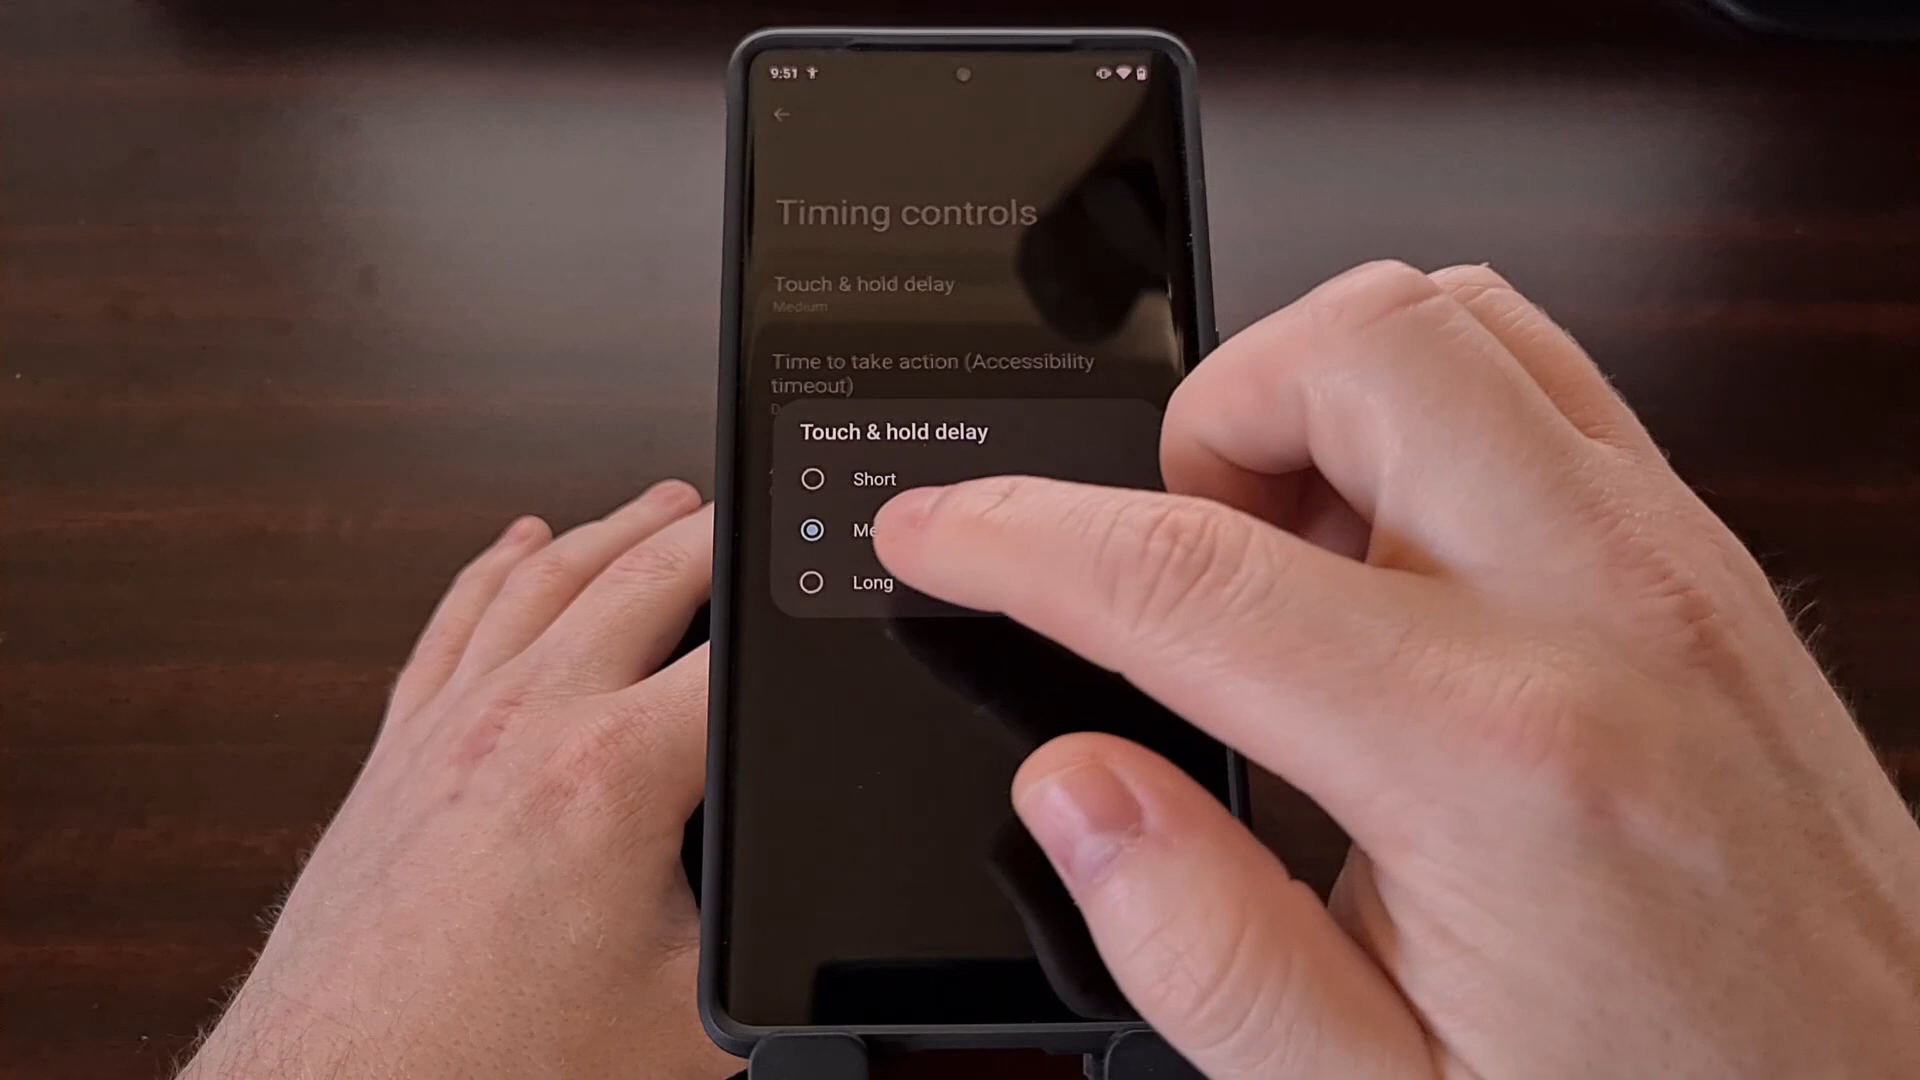 9:51
Timing controls
Touch & hold delay
Medium
Time to take action (Accessibility
timeout)
Touch & hold delay
Short
Long